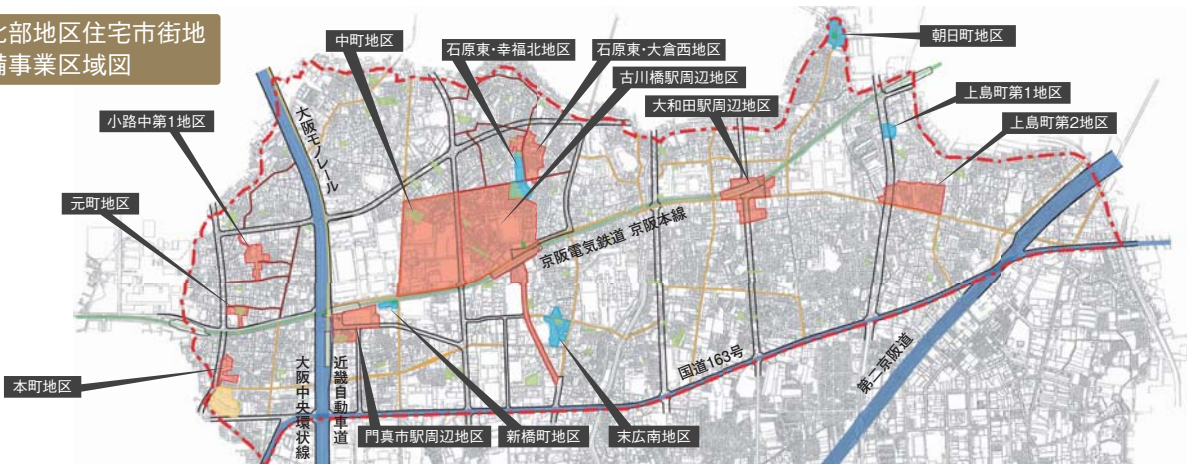 北部地区住宅市街地
備事業区域図
中町地区
石原東・幸福北地区
石原東・大倉西地区
古川橋駅周辺地区
大和田駅周辺地区
朝日町地区
上島町第1地区
上島町第2地区
小路中第1地区
元町地区
本町地区
大阪モノレール
京阪電気鉄道 京阪本線
国道163号
第二京阪道
大阪中央環状線
近畿自動車道
門真市駅周辺地区
新橋町地区
末広南地区